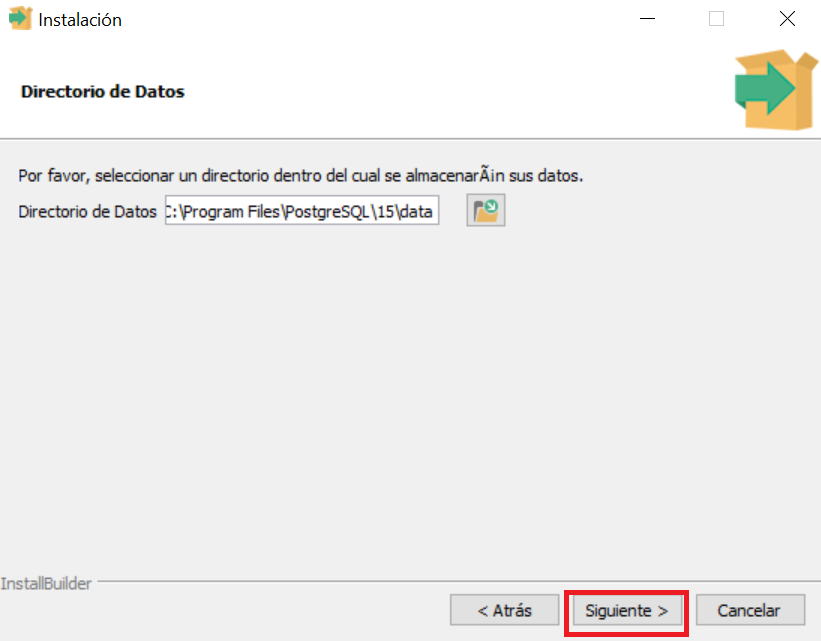 Instalación
Directorio de Datos
Por favor, seleccionar un directorio dentro del cual se almacenarÃ¡n sus datos.
Directorio de Datos C:\Program Files\PostgreSQL\15\data
InstallBuilder
< Atrás Siguiente > Cancelar